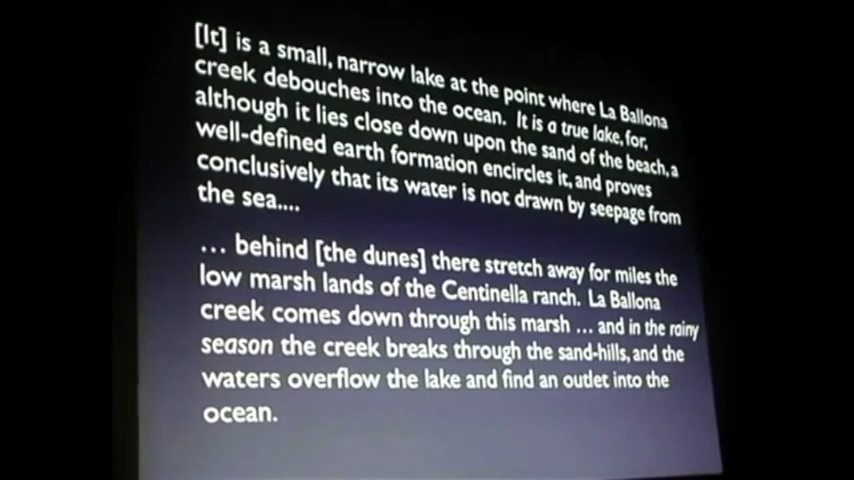 [It] is a small, narrow lake at the point where La Ballona
creek debouches into the ocean. It is a true lake, for,
although it lies close down upon the sand of the beach, a
well-defined earth formation encircles it, and proves
conclusively that its water is not drawn by seepage from
the sea....
... behind [the dunes] there stretch away for miles the
low marsh lands of the Centinella ranch. La Ballona
creek comes down through this marsh ... and in the rainy
season the creek breaks through the sand-hills, and the
waters overflow the lake and find an outlet into the
ocean.